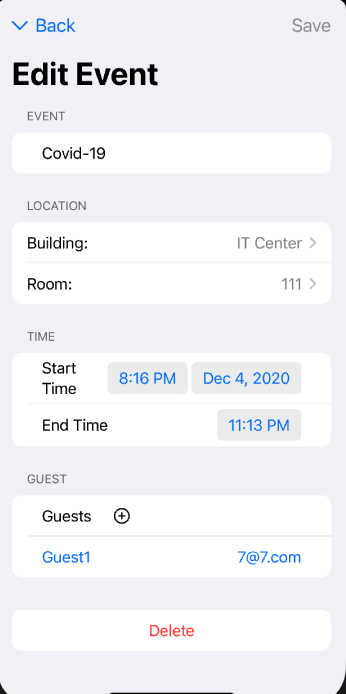 Back Save
Edit Event
EVENT
Covid-19
LOCATION
Building: IT Center
Room: 111
TIME
Start
Time 8:16 PM Dec 4, 2020
End Time 11:13 PM
GUEST
Guests
Guest1 7@7.com
Delete